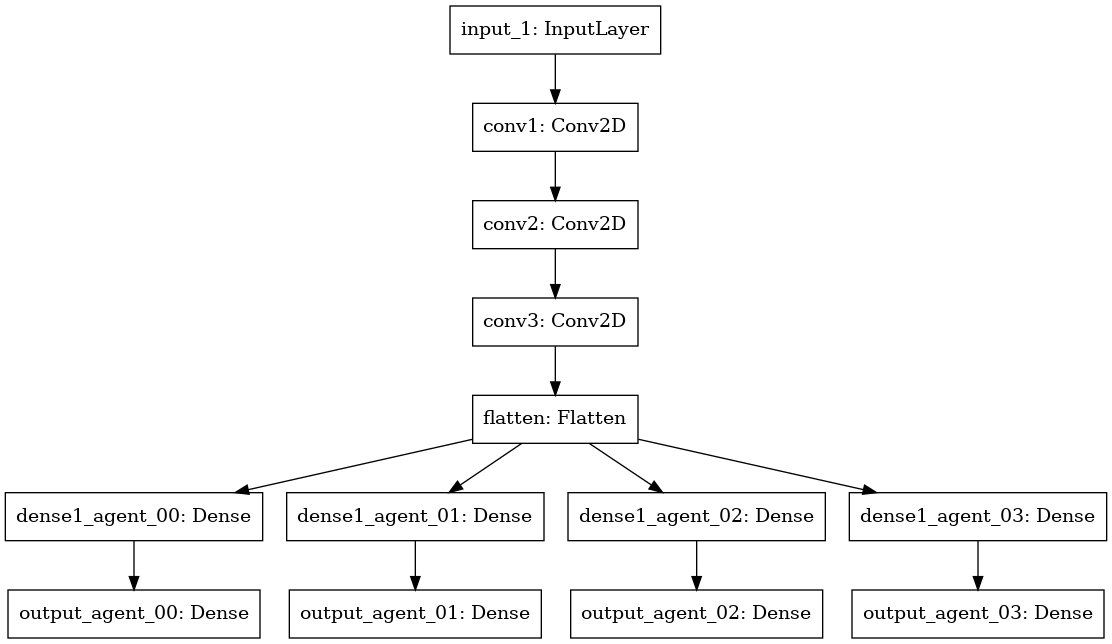 input_1: InputLayer
conv1: Conv2D
conv2: Conv2D
conv3: Conv2D
flatten: Flatten
dense1_agent_00: Dense
dense1_agent_01: Dense
dense1_agent_02: Dense
dense1_agent_03: Dense
output_agent_00: Dense
output_agent_01: Dense
output_agent_02: Dense
output_agent_03: Dense